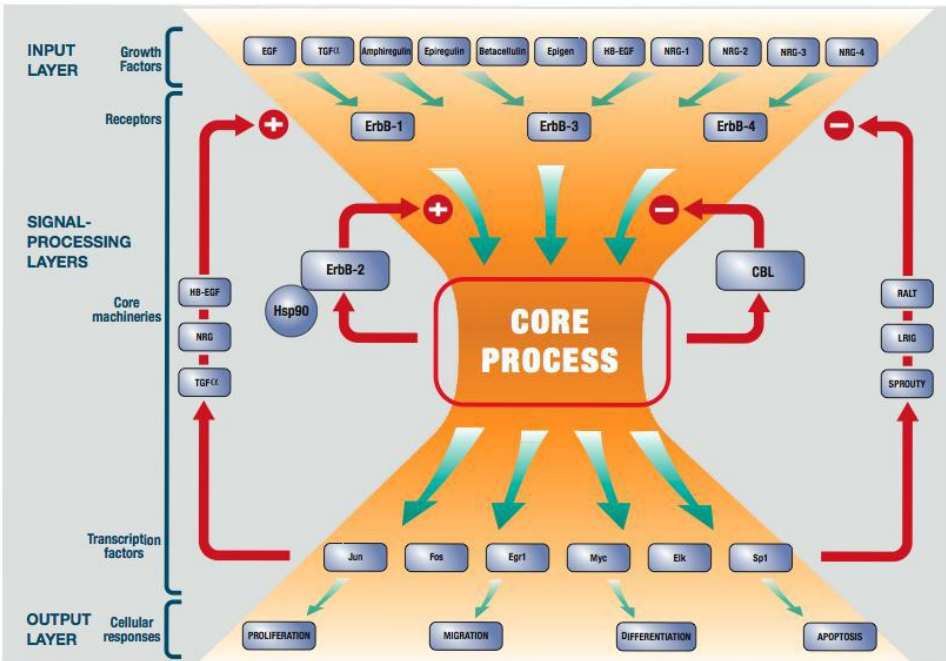 INPUT
LAYER
Growth
Factors
EGF
TGFα
Amphiregulin
Epiregulin
Betacellulin
Epigen
HB-EGF
NRG-1
NRG-2
NRG-3
NRG-4
Receptors
+
ErbB-1
ErbB-3
ErbB-4
−
SIGNAL-
PROCESSING
LAYERS
+
−
ErbB-2
Hsp90
CBL
Core
machineries
HB-EGF
NRG
TGFα
CORE
PROCESS
RALT
LRIG
SPROUTY
Transcription
factors
Jun
Fos
Egr1
Myc
Elk
Sp1
OUTPUT
LAYER
Cellular
responses
PROLIFERATION
MIGRATION
DIFFERENTIATION
APOPTOSIS